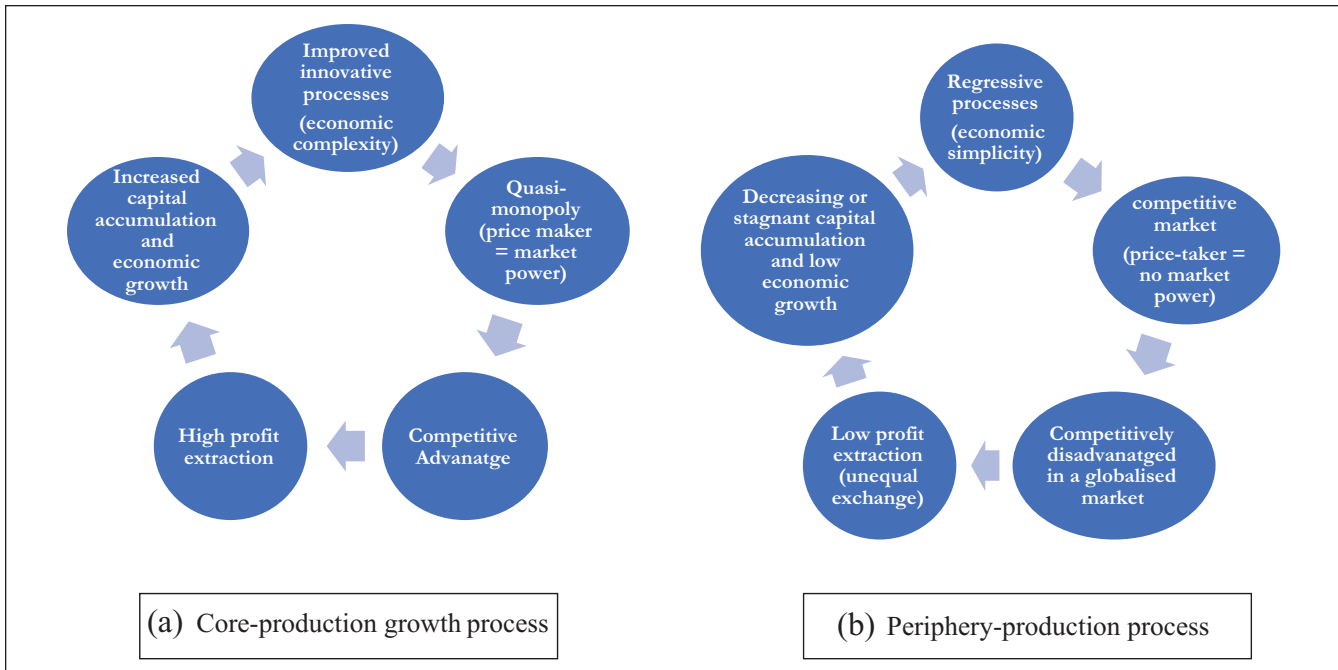 Improved
innovative
processes
(economic
complexity)
Quasi-
monopoly
(price maker
= market
power)
Competitive
Advanatge
High profit
extraction
Increased
capital
accumulation
and
economic
growth
(a) Core-production growth process
Regressive
processes
(economic
simplicity)
competitive
market
(price-taker =
no market
power)
Competitively
disadvanatged
in a globalised
market
Low profit
extraction
(unequal
exchange)
Decreasing or
stagnant capital
accumulation
and low
economic
growth
(b) Periphery-production process